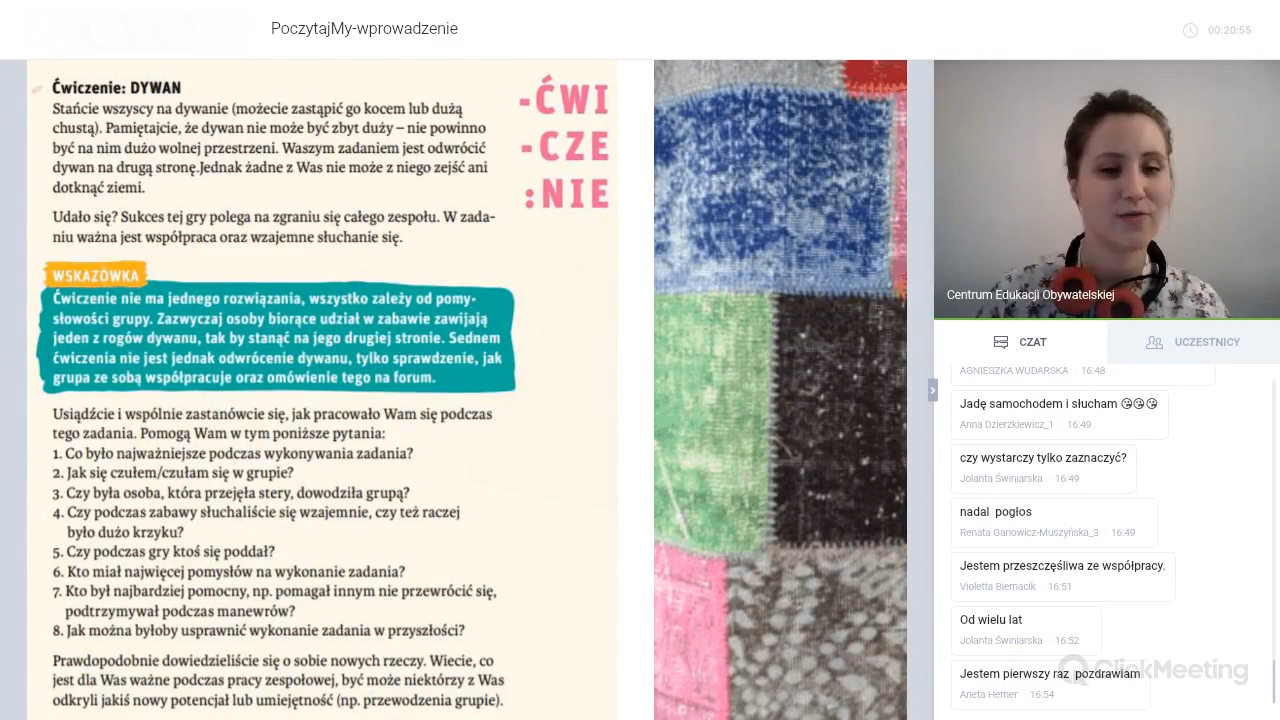 PoczytajMy-wprowadzenie
00:20:55
Ćwiczenie: DYWAN
Stańcie wszyscy na dywanie (możecie zastąpić go kocem lub dużą
chustą). Pamiętajcie, że dywan nie może być zbyt duży – nie powinno
być na nim dużo wolnej przestrzeni. Waszym zadaniem jest odwrócić
dywan na drugą stronę.Jednak żadne z Was nie może z niego zejść ani
dotknąć ziemi.
Udało się? Sukces tej gry polega na zgraniu się całego zespołu. W zada-
niu ważna jest współpraca oraz wzajemne słuchanie się.
-ĆWI
-CZE
:NIE
WSKAZÓWKA
Ćwiczenie nie ma jednego rozwiązania, wszystko zależy od pomy-
słowości grupy. Zazwyczaj osoby biorące udział w zabawie zawijają
jeden z rogów dywanu, tak by stanąć na jego drugiej stronie. Sednem
ćwiczenia nie jest jednak odwrócenie dywanu, tylko sprawdzenie, jak
grupa ze sobą współpracuje oraz omówienie tego na forum.
Usiądźcie i wspólnie zastanówcie się, jak pracowało Wam się podczas
tego zadania. Pomogą Wam w tym poniższe pytania:
1. Co było najważniejsze podczas wykonywania zadania?
2. Jak się czułem/czułam się w grupie?
3. Czy była osoba, która przejęła stery, dowodziła grupą?
4. Czy podczas zabawy słuchaliście się wzajemnie, czy też raczej
było dużo krzyku?
5. Czy podczas gry ktoś się poddał?
6. Kto miał najwięcej pomysłów na wykonanie zadania?
7. Kto był najbardziej pomocny, np. pomagał innym nie przewrócić się,
podtrzymywał podczas manewrów?
8. Jak można byłoby usprawnić wykonanie zadania w przyszłości?
Prawdopodobnie dowiedzieliście się o sobie nowych rzeczy. Wiecie, co
jest dla Was ważne podczas pracy zespołowej, być może niektórzy z Was
odkryli jakiś nowy potencjał lub umiejętność (np. przewodzenia grupie).
Centrum Edukacji Obywatelskiej
CZAT
UCZESTNICY
AGNIESZKA WUDARSKA · 16:48
Jadę samochodem i słucham 😘😘😘
Anna Dzierzkiewicz_1 · 16:49
czy wystarczy tylko zaznaczyć?
Jolanta Świniarska · 16:49
nadal pogłos
Renata Ganowicz-Muszyńska_3 · 16:49
Jestem przeszczęśliwa ze współpracy.
Violetta Biernacik · 16:51
Od wielu lat
Jolanta Świniarska · 16:52
Jestem pierwszy raz pozdrawiam
Aneta Herner · 16:54
ClickMeeting